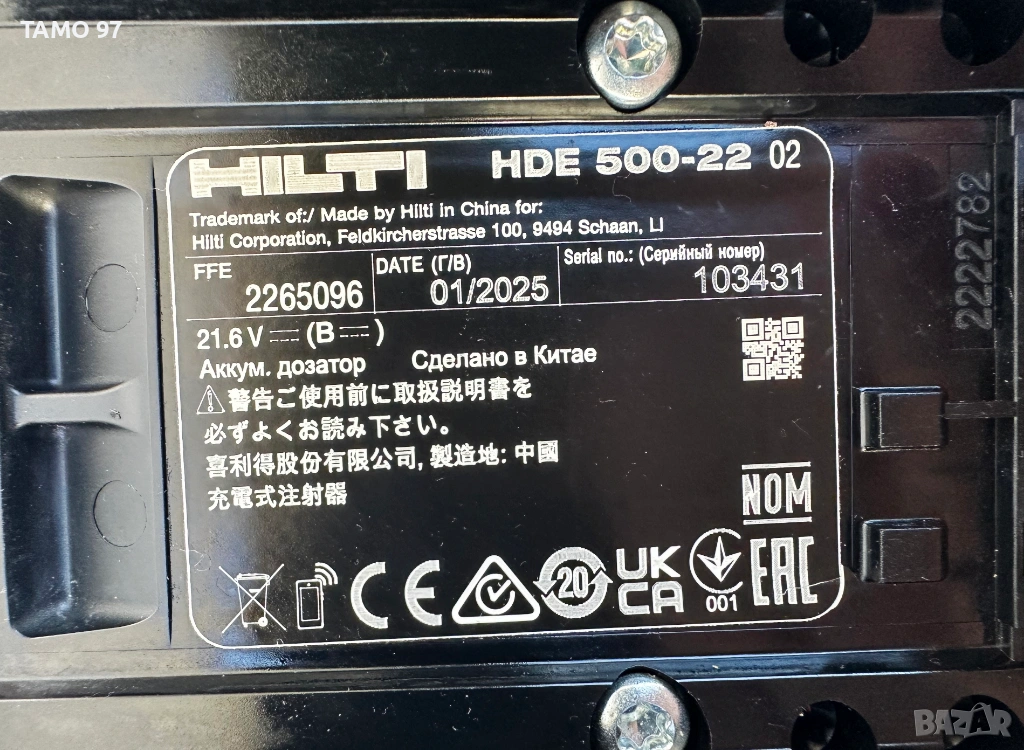 TAMO 97
HILTI HDE 500-22 02
Trademark of:/ Made by Hilti in China for:
Hilti Corporation, Feldkircherstrasse 100, 9494 Schaan, LI
FFE DATE (Г/В) Serial no.: (Серийный номер)
2265096 01/2025 103431
21.6 V ⎓ (В ⎓ )
Аккум. дозатор Сделано в Китае
⚠警告ご使用前に取扱説明書を
必ずよくお読み下さい。
喜利得股份有限公司, 製造地: 中國
充電式注射器
NOM
CE 20 UK
CA 001 EAC
2222782
BAZAR